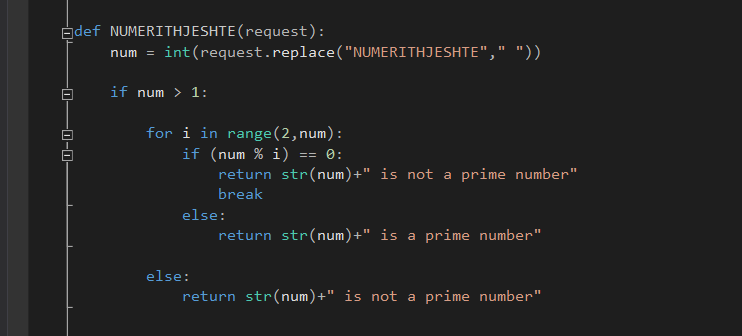 def NUMERITHJESHTE(request):
    num = int(request.replace("NUMERITHJESHTE"," "))
    if num > 1:
        for i in range(2,num):
            if (num % i) == 0:
                return str(num)+" is not a prime number"
                break
            else:
                return str(num)+" is a prime number"
        else:
            return str(num)+" is not a prime number"